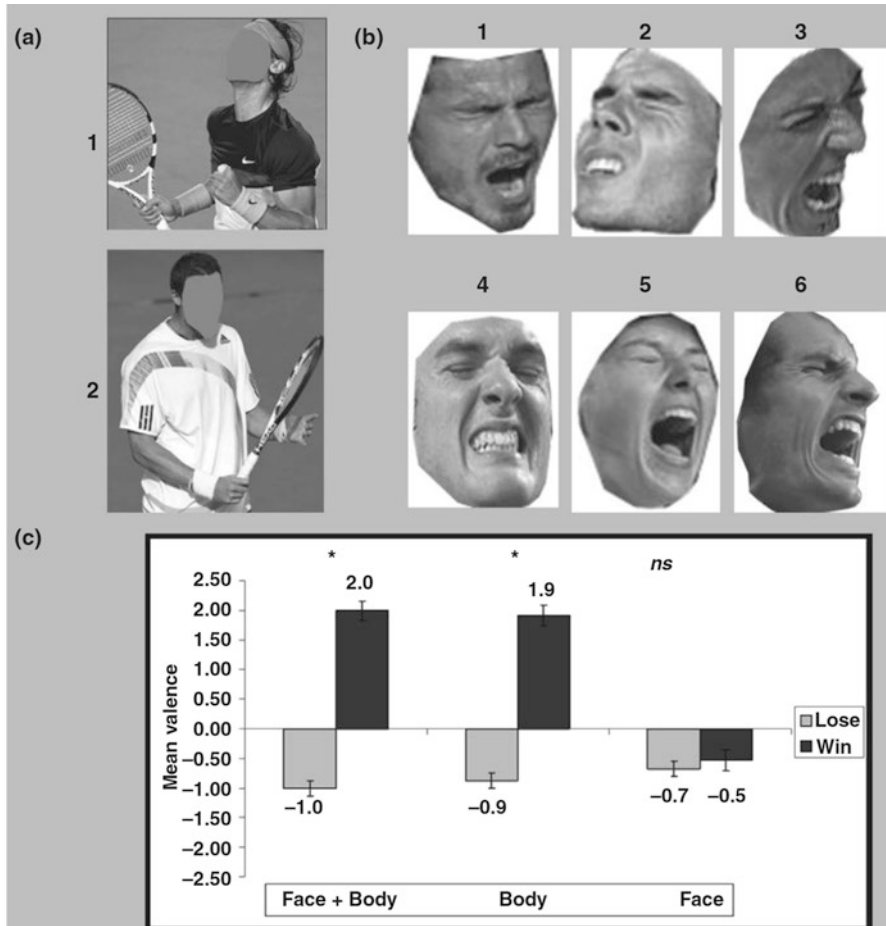 (a)
1
2
(b)
1 2 3
4 5 6
(c)
* * ns
2.50
2.00
1.50
1.00
0.50
0.00
−0.50
−1.00
−1.50
−2.00
−2.50
Mean valence
2.0
−1.0
1.9
−0.9
−0.7 −0.5
Lose
Win
Face + Body Body Face